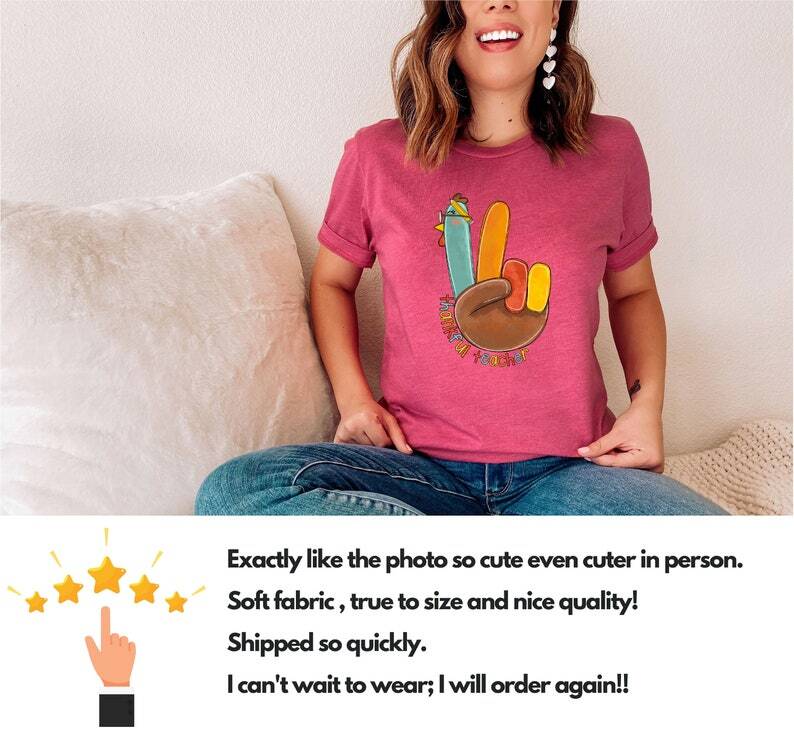 thankful teacher
Exactly like the photo so cute even cuter in person.
Soft fabric , true to size and nice quality!
Shipped so quickly.
I can't wait to wear; I will order again!!